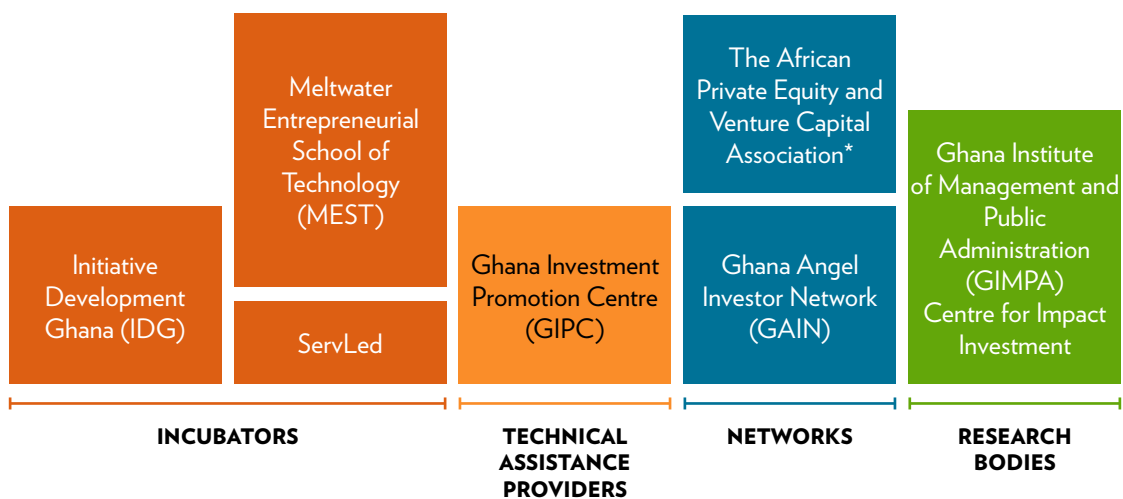 Initiative
Development
Ghana (IDG)
Meltwater
Entrepreneurial
School of
Technology
(MEST)
ServLed
Ghana Investment
Promotion Centre
(GIPC)
The African
Private Equity and
Venture Capital
Association*
Ghana Angel
Investor Network
(GAIN)
Ghana Institute
of Management and
Public
Administration
(GIMPA)
Centre for Impact
Investment
INCUBATORS
TECHNICAL
ASSISTANCE
PROVIDERS
NETWORKS
RESEARCH
BODIES